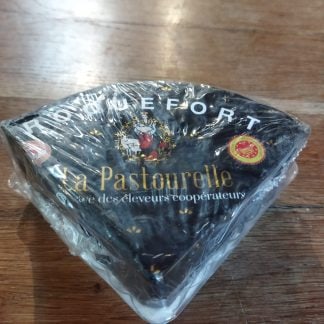 ROQUEFORT
La Pastourelle
des éleveurs coopérateurs